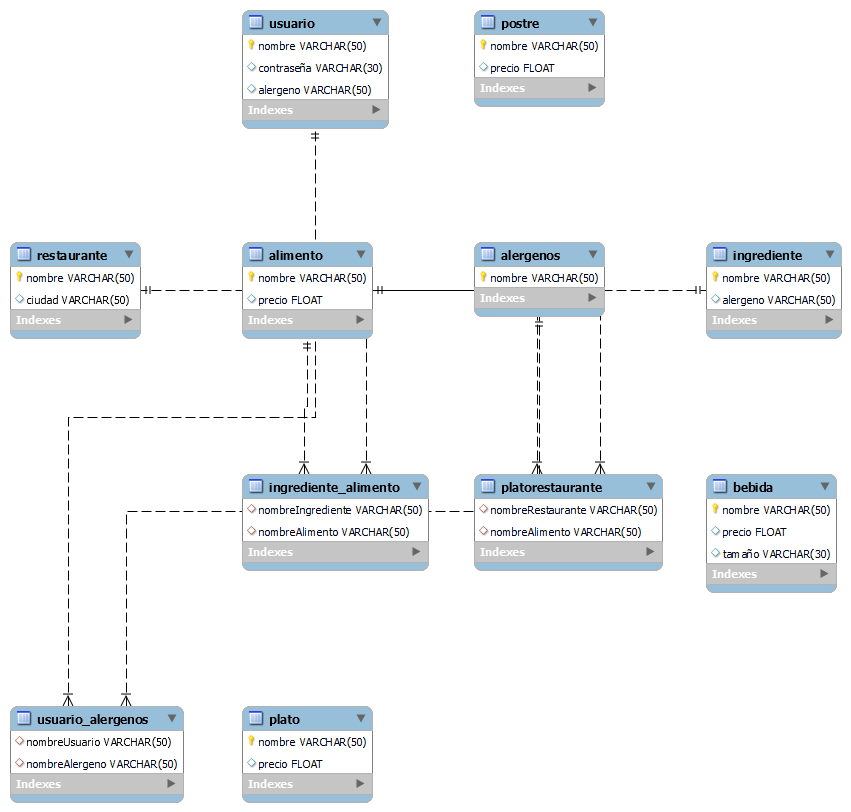 usuario
nombre VARCHAR(50)
contraseña VARCHAR(30)
alergeno VARCHAR(50)
Indexes
postre
nombre VARCHAR(50)
precio FLOAT
Indexes
restaurante
nombre VARCHAR(50)
ciudad VARCHAR(50)
Indexes
alimento
nombre VARCHAR(50)
precio FLOAT
Indexes
alergenos
nombre VARCHAR(50)
Indexes
ingrediente
nombre VARCHAR(50)
alergeno VARCHAR(50)
Indexes
ingrediente_alimento
nombreIngrediente VARCHAR(50)
nombreAlimento VARCHAR(50)
Indexes
platorestaurante
nombreRestaurante VARCHAR(50)
nombreAlimento VARCHAR(50)
Indexes
bebida
nombre VARCHAR(50)
precio FLOAT
tamaño VARCHAR(30)
Indexes
usuario_alergenos
nombreUsuario VARCHAR(50)
nombreAlergeno VARCHAR(50)
Indexes
plato
nombre VARCHAR(50)
precio FLOAT
Indexes